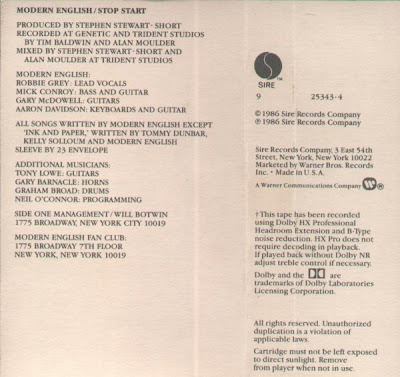 MODERN ENGLISH / STOP START
PRODUCED BY STEPHEN STEWART-SHORT
RECORDED AT GENETIC AND TRIDENT STUDIOS
BY TIM BALDWIN AND ALAN MOULDER
MIXED BY STEPHEN STEWART-SHORT AND
ALAN MOULDER AT TRIDENT STUDIOS
MODERN ENGLISH:
ROBBIE GREY: LEAD VOCALS
MICK CONROY: BASS AND GUITAR
GARY McDOWELL: GUITARS
AARON DAVIDSON: KEYBOARDS AND GUITAR
ALL SONGS WRITTEN BY MODERN ENGLISH EXCEPT
'INK AND PAPER,' WRITTEN BY TOMMY DUNBAR,
KELLY SOLLOUM AND MODERN ENGLISH
SLEEVE BY 23 ENVELOPE
ADDITIONAL MUSICIANS:
TONY LOWE: GUITARS
GARY BARNACLE: HORNS
GRAHAM BROAD: DRUMS
NEIL O'CONNOR: PROGRAMMING
SIDE ONE MANAGEMENT / WILL BOTWIN
1775 BROADWAY, NEW YORK CITY 10019
MODERN ENGLISH FAN CLUB:
1775 BROADWAY 7TH FLOOR
NEW YORK, NEW YORK 10019
S
SIRE ™
9 25343-4
© 1986 Sire Records Company
℗ 1986 Sire Records Company
Sire Records Company, 3 East 54th
Street, New York, New York 10022
Marketed by Warner Bros. Records
Inc. • Made in U.S.A.
A Warner Communications Company W ®
† This tape has been recorded
using Dolby HX Professional
Headroom Extension and B-Type
noise reduction. HX Pro does not
require decoding in playback.
If played back without Dolby NR
adjust treble control if necessary.
Dolby and the DD are
trademarks of Dolby Laboratories
Licensing Corporation.
All rights reserved. Unauthorized
duplication is a violation of
applicable laws.
Cartridge must not be left exposed
to direct sunlight. Remove
from player when not in use.